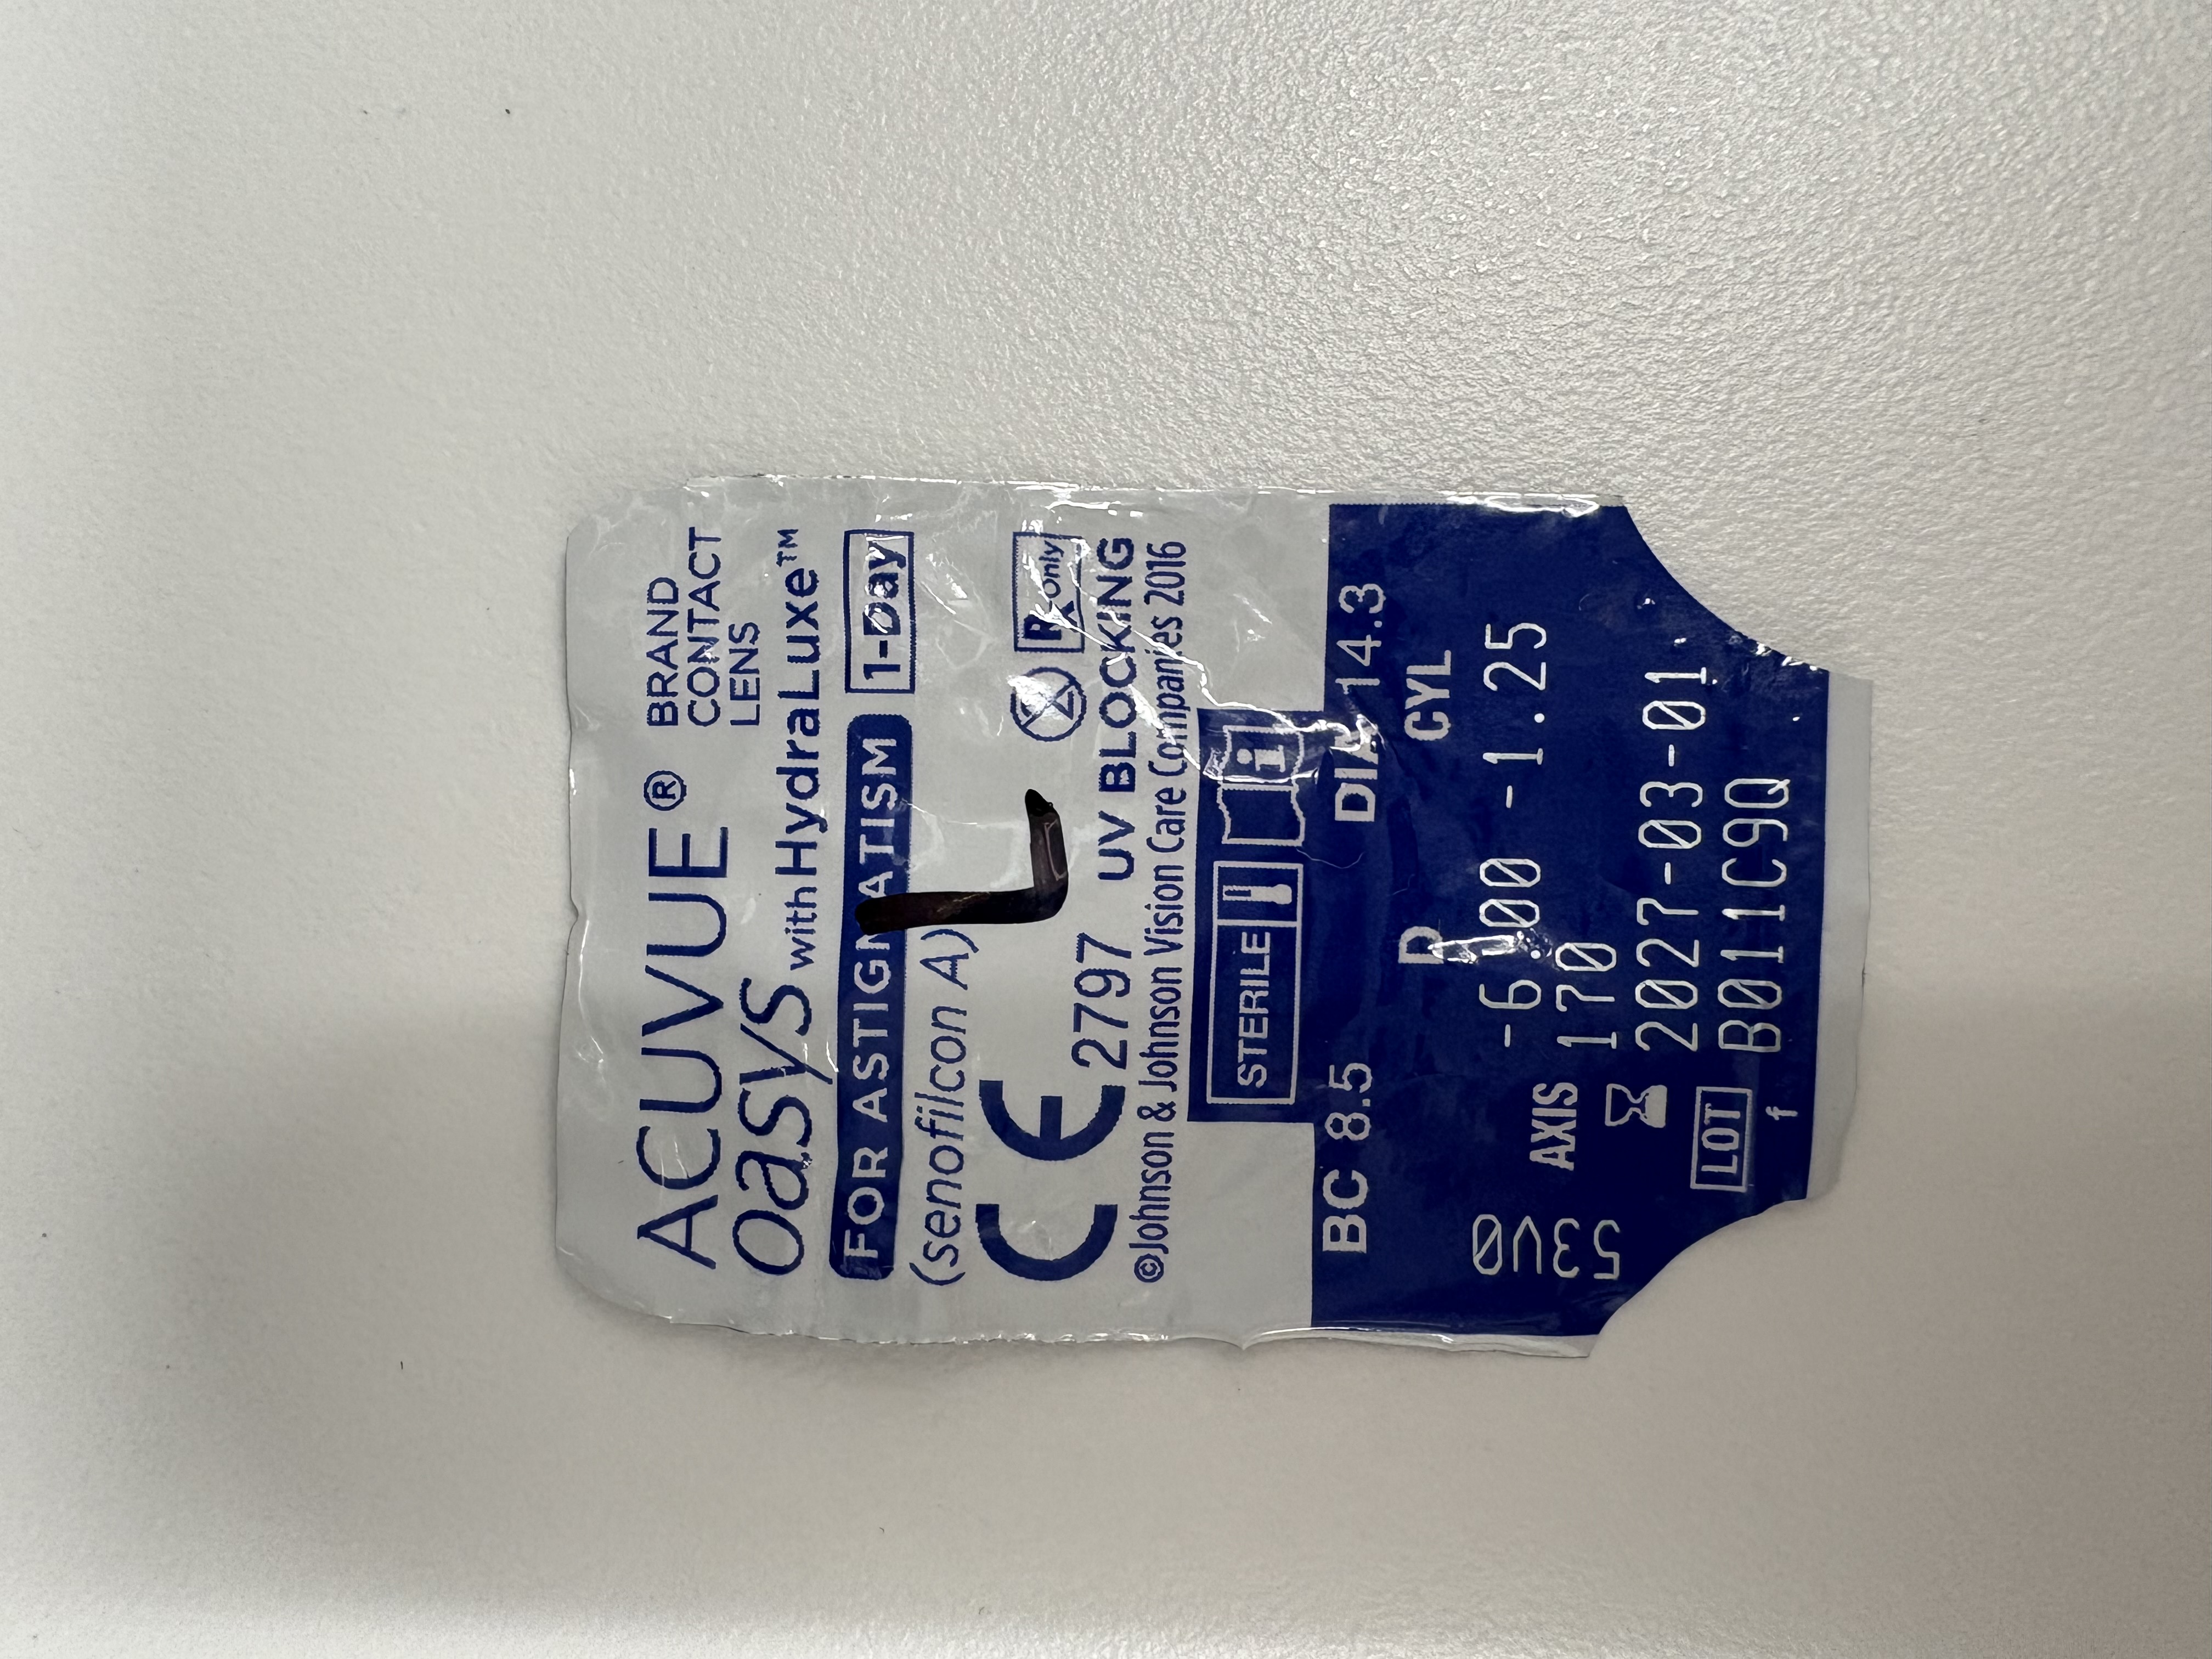 ACUVUE® BRAND
CONTACT
LENS
oasys with HydraLuxe™
FOR ASTIGMATISM 1-Day
L
(senofilcon A)
CE 2797
2 Rx Only
UV BLOCKING
©Johnson & Johnson Vision Care Companies 2016
STERILE i
BC 8.5 DIA 14.3
D CYL
-6.00 -1.25
53V0
AXIS 170
2027-03-01
LOT B011C9Q
f